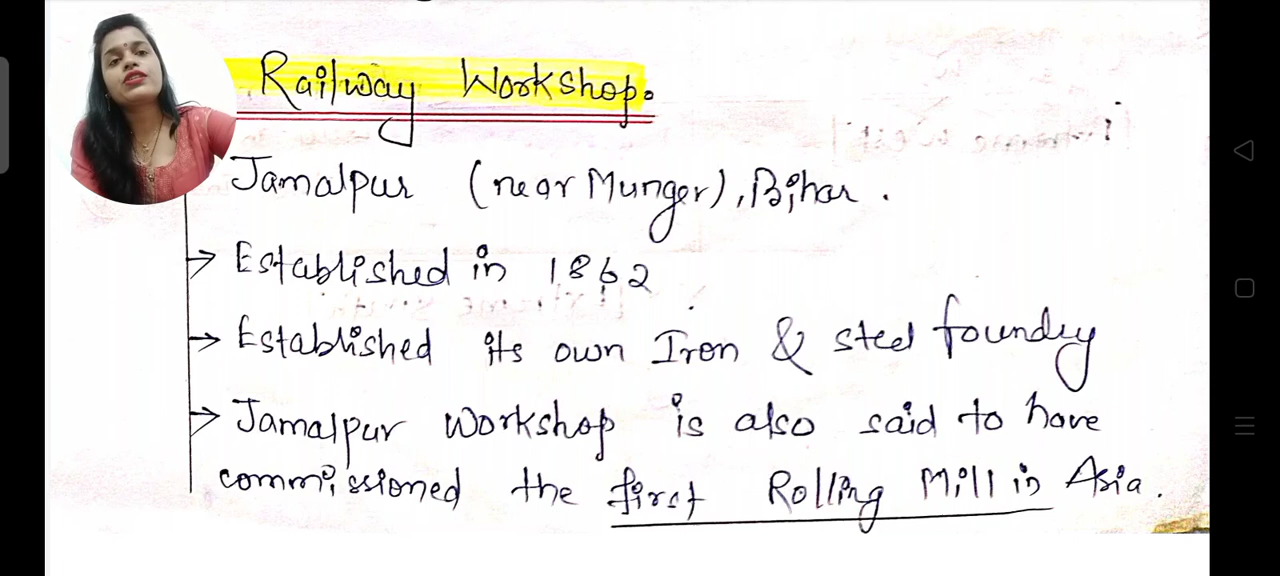 Railway Workshop.
Jamalpur (near Munger), Bihar.
→ Established in 1862
→ Established its own Iron & steel foundry
→ Jamalpur Workshop is also said to have
commissioned the first Rolling Mill in Asia.